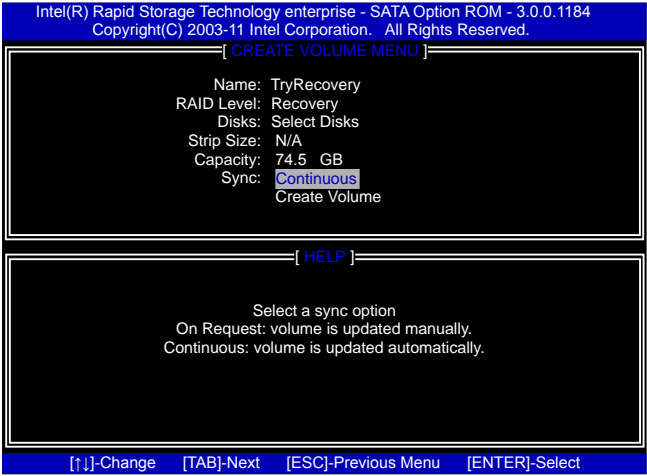 Intel(R) Rapid Storage Technology enterprise - SATA Option ROM - 3.0.0.1184
Copyright(C) 2003-11 Intel Corporation. All Rights Reserved.
[ CREATE VOLUME MENU ]
Name: TryRecovery
RAID Level: Recovery
Disks: Select Disks
Strip Size: N/A
Capacity: 74.5 GB
Sync: Continuous
Create Volume
[ HELP ]
Select a sync option
On Request: volume is updated manually.
Continuous: volume is updated automatically.
[↑↓]-Change [TAB]-Next [ESC]-Previous Menu [ENTER]-Select